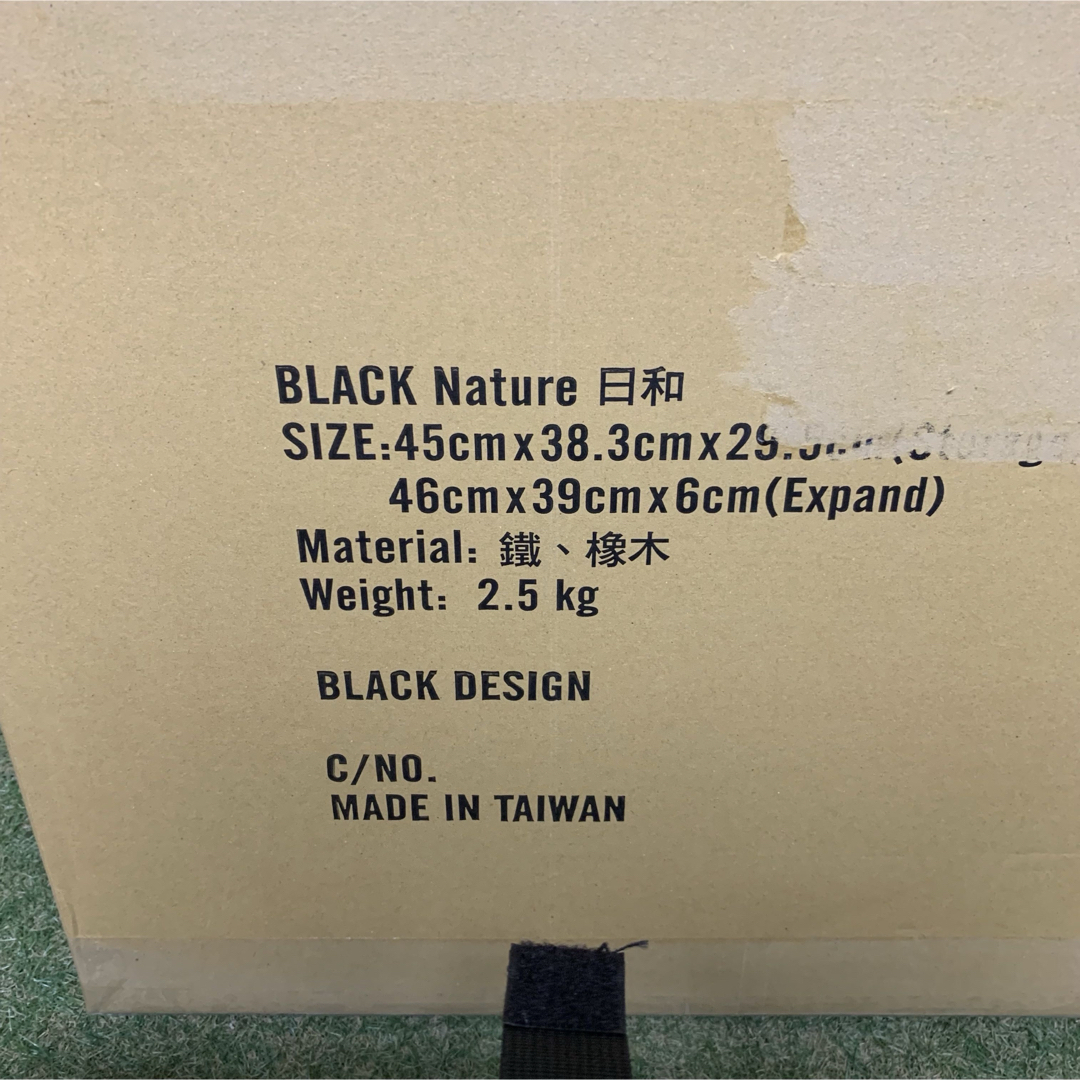 BLACK Nature 日和
SIZE:45cmx38.3cmx
46cmx39cmx6cm(Expand)
Material: 鐵、橡木
Weight: 2.5 kg
BLACK DESIGN
C/NO.
MADE IN TAIWAN